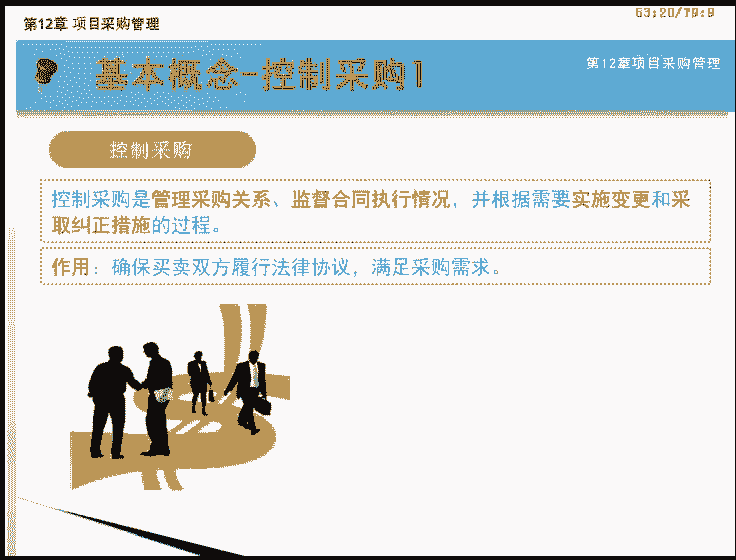 第12章 项目采购管理
63:20/79:9
基本概念-控制采购1
第12章项目采购管理
控制采购
控制采购是管理采购关系、监督合同执行情况，并根据需要实施变更和采
取纠正措施的过程。
作用：确保买卖双方履行法律协议，满足采购需求。